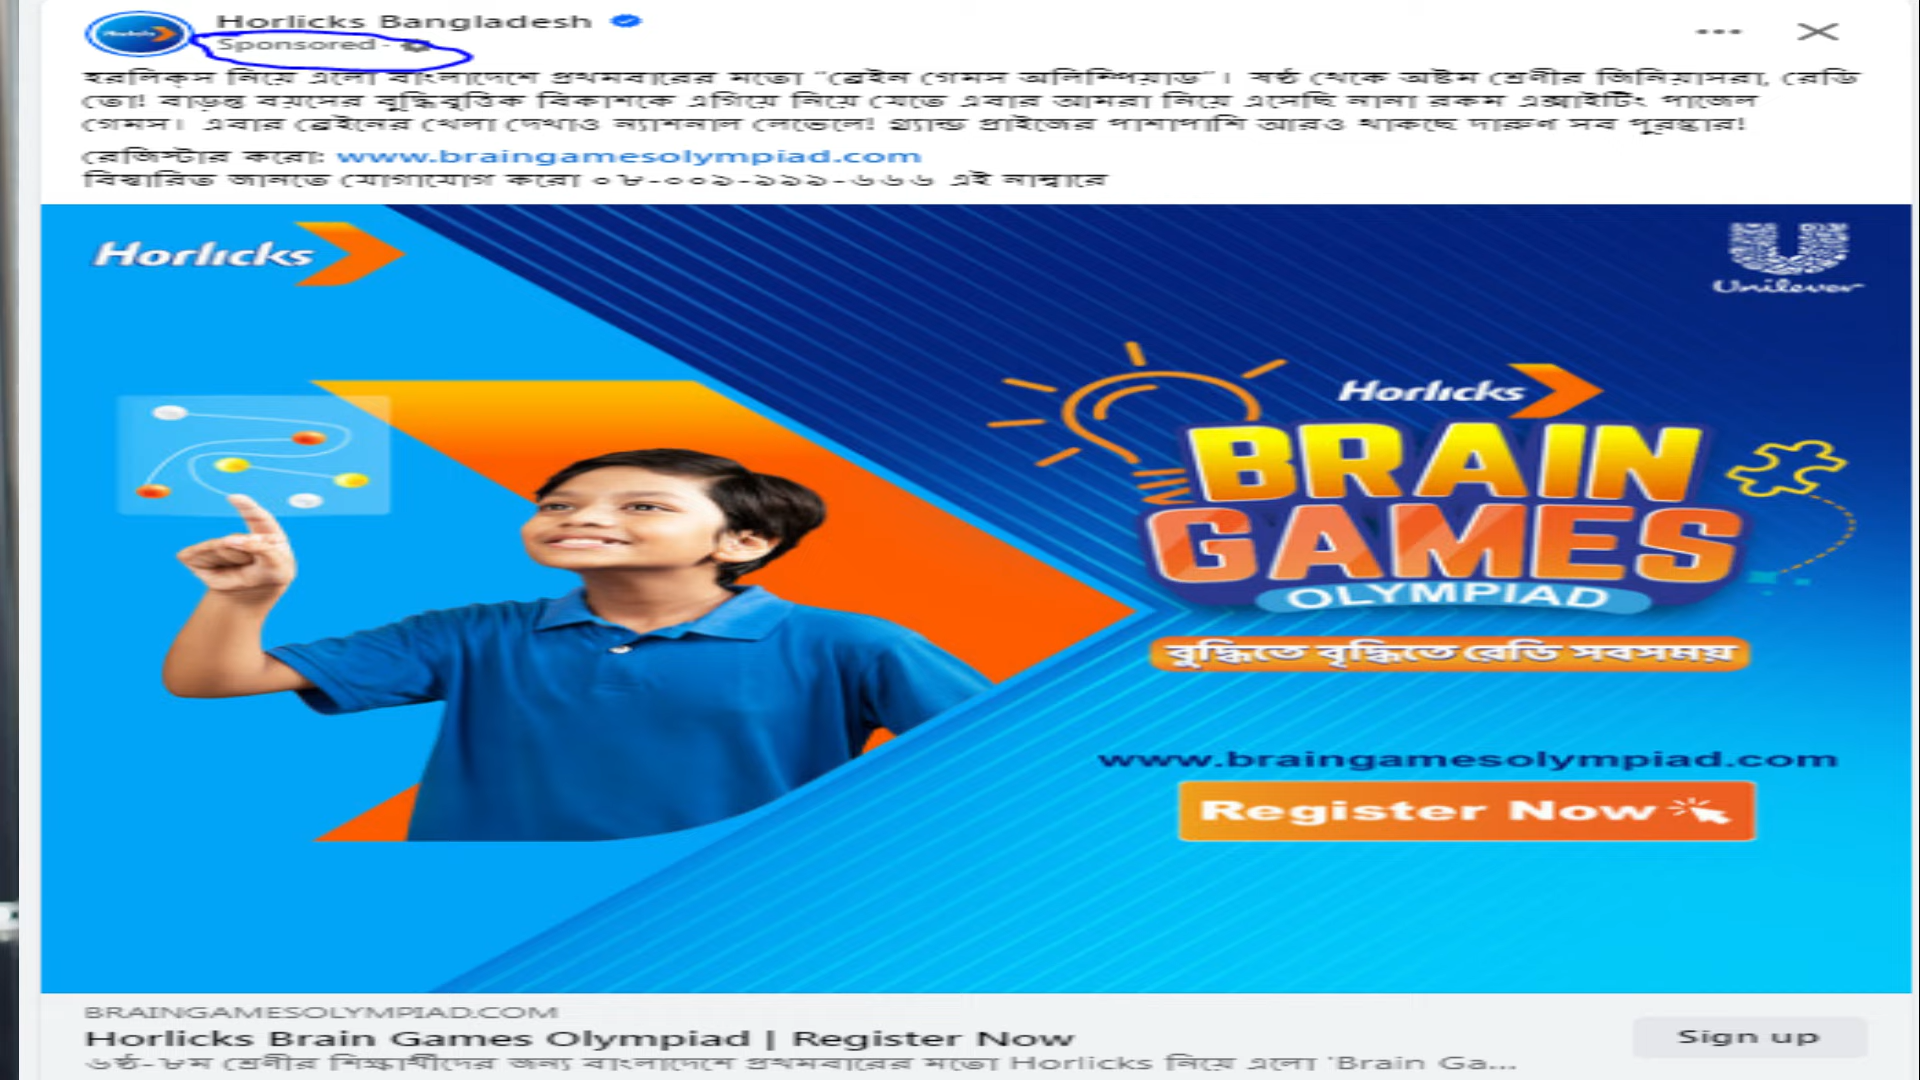 Horlicks Bangladesh
Sponsored ·
হরলিক্স নিয়ে এলো বাংলাদেশে প্রথমবারের মতো "ব্রেইন গেমস অলিম্পিয়াড"। ষষ্ঠ থেকে অষ্টম শ্রেণীর জিনিয়াসরা, রেডি
তো! বাড়ন্ত বয়সের বুদ্ধিবৃত্তিক বিকাশকে এগিয়ে নিয়ে যেতে এবার আমরা নিয়ে এসেছি নানা রকম এক্সাইটিং পাজেল
গেমস। এবার ব্রেইনের খেলা দেখাও ন্যাশনাল লেভেলে! গ্র্যান্ড প্রাইজের পাশাপাশি আরও থাকছে দারুণ সব পুরস্কার!
রেজিস্টার করো: www.braingamesolympiad.com
বিস্তারিত জানতে যোগাযোগ করো ০৮-০০৯-৯৯৯-৬৬৬ এই নাম্বারে
Horlicks
Unilever
Horlicks
BRAIN
GAMES
OLYMPIAD
বুদ্ধিতে বৃদ্ধিতে রেডি সবসময়
www.braingamesolympiad.com
Register Now
BRAINGAMESOLYMPIAD.COM
Horlicks Brain Games Olympiad | Register Now
Sign up
৬ষ্ঠ-৮ম শ্রেণীর শিক্ষার্থীদের জন্য বাংলাদেশে প্রথমবারের মতো Horlicks নিয়ে এলো 'Brain Ga...